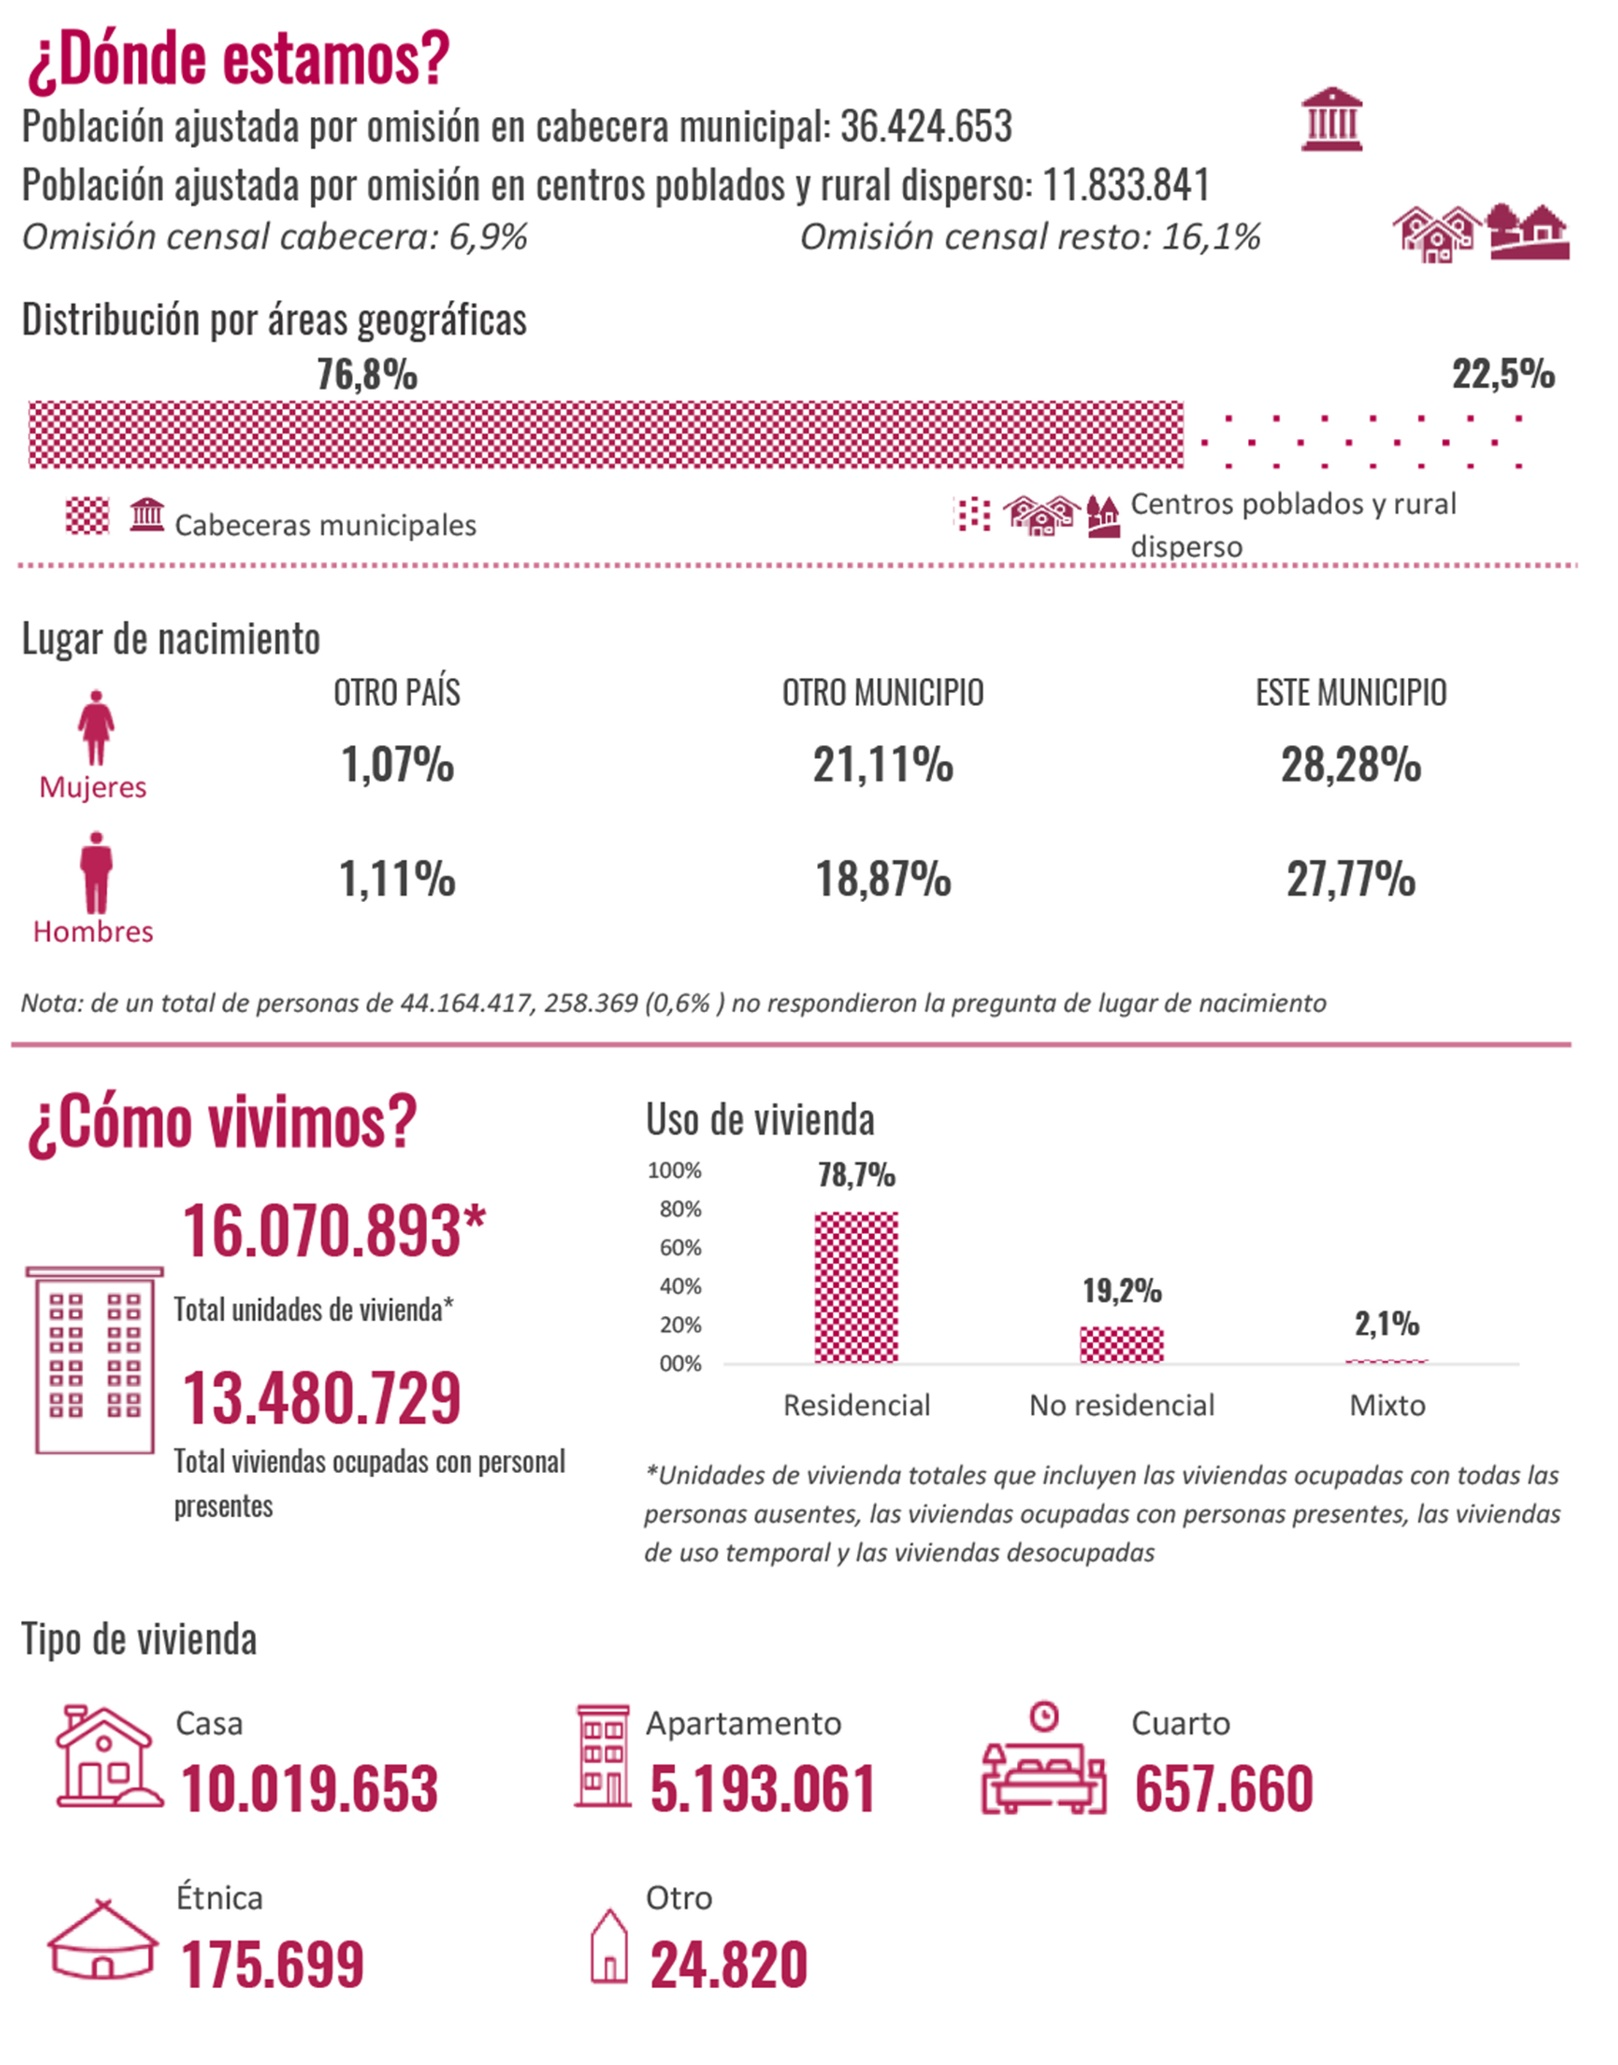 ¿Dónde estamos?
Población ajustada por omisión en cabecera municipal: 36.424.653
Población ajustada por omisión en centros poblados y rural disperso: 11.833.841
Omisión censal cabecera: 6,9%
Omisión censal resto: 16,1%
Distribución por áreas geográficas
76,8%
22,5%
Cabeceras municipales
Centros poblados y rural
disperso
Lugar de nacimiento
OTRO PAÍS
OTRO MUNICIPIO
ESTE MUNICIPIO
1,07%
21,11%
28,28%
Mujeres
1,11%
18,87%
27,77%
Hombres
Nota: de un total de personas de 44.164.417, 258.369 (0,6% ) no respondieron la pregunta de lugar de nacimiento
¿Cómo vivimos?
16.070.893*
Total unidades de vivienda*
13.480.729
Total viviendas ocupadas con personal
presentes
Uso de vivienda
100%
80%
60%
40%
20%
00%
78,7%
19,2%
2,1%
Residencial
No residencial
Mixto
*Unidades de vivienda totales que incluyen las viviendas ocupadas con todas las
personas ausentes, las viviendas ocupadas con personas presentes, las viviendas
de uso temporal y las viviendas desocupadas
Tipo de vivienda
Casa
10.019.653
Apartamento
5.193.061
Cuarto
657.660
Étnica
175.699
Otro
24.820